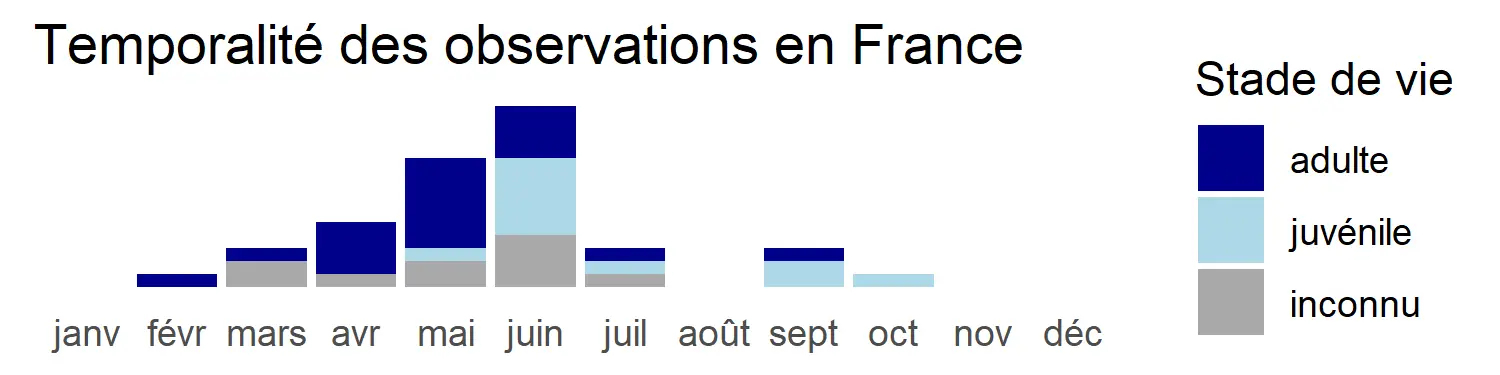 Temporalité des observations en France
Stade de vie
adulte
juvénile
inconnu
janv févr mars avr mai juin juil août sept oct nov déc